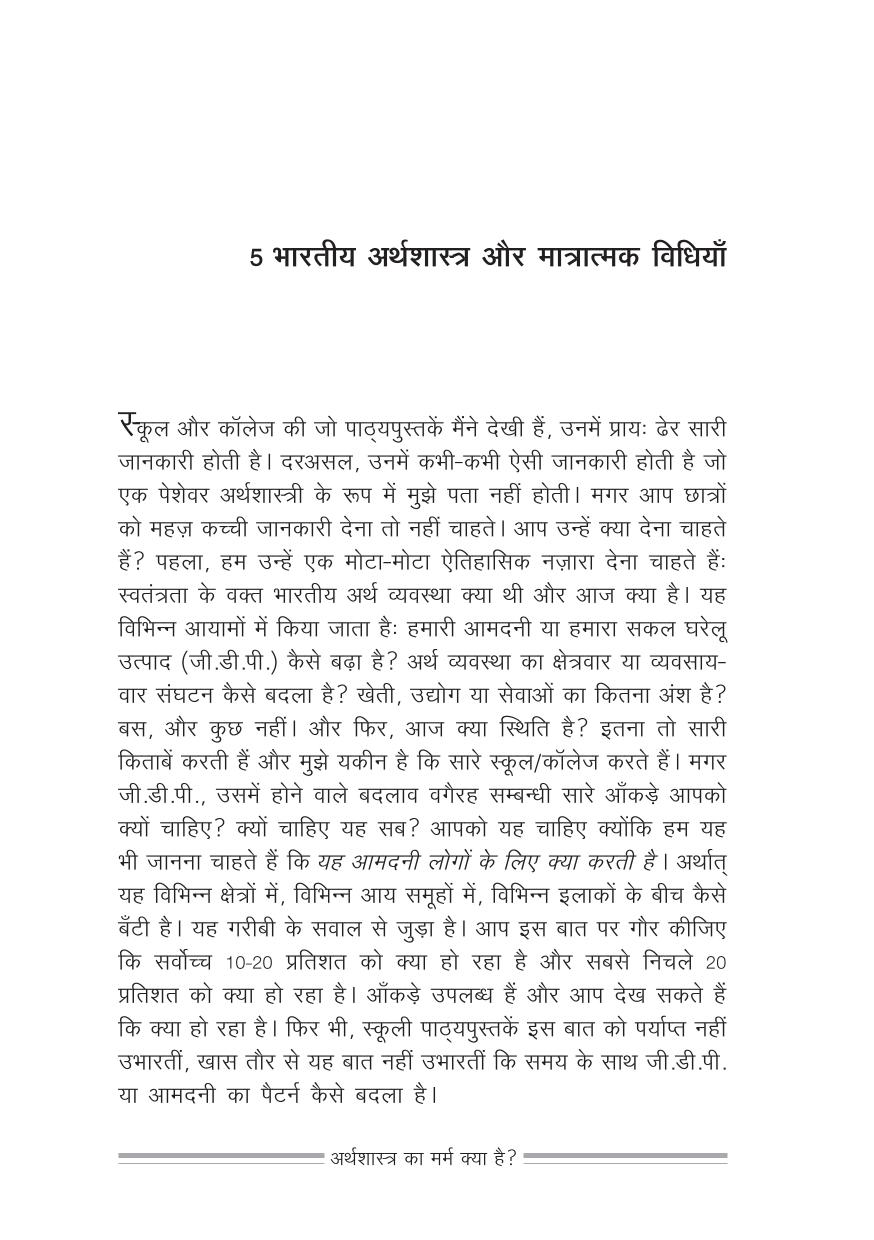 5 भारतीय अर्थशास्त्र और मात्रात्मक विधियाँ
स्कूल और कॉलेज की जो पाठ्यपुस्तकें मैंने देखी हैं, उनमें प्रायः ढेर सारी
जानकारी होती है। दरअसल, उनमें कभी-कभी ऐसी जानकारी होती है जो
एक पेशेवर अर्थशास्त्री के रूप में मुझे पता नहीं होती। मगर आप छात्रों
को महज़ कच्ची जानकारी देना तो नहीं चाहते। आप उन्हें क्या देना चाहते
हैं? पहला, हम उन्हें एक मोटा-मोटा ऐतिहासिक नज़ारा देना चाहते हैंः
स्वतंत्रता के वक्त भारतीय अर्थ व्यवस्था क्या थी और आज क्या है। यह
विभिन्न आयामों में किया जाता हैः हमारी आमदनी या हमारा सकल घरेलू
उत्पाद (जी.डी.पी.) कैसे बढ़ा है? अर्थ व्यवस्था का क्षेत्रवार या व्यवसाय-
वार संघटन कैसे बदला है? खेती, उद्योग या सेवाओं का कितना अंश है?
बस, और कुछ नहीं। और फिर, आज क्या स्थिति है? इतना तो सारी
किताबें करती हैं और मुझे यकीन है कि सारे स्कूल/कॉलेज करते हैं। मगर
जी.डी.पी., उसमें होने वाले बदलाव वगैरह सम्बन्धी सारे आँकड़े आपको
क्यों चाहिए? क्यों चाहिए यह सब? आपको यह चाहिए क्योंकि हम यह
भी जानना चाहते हैं कि यह आमदनी लोगों के लिए क्या करती है। अर्थात्
यह विभिन्न क्षेत्रों में, विभिन्न आय समूहों में, विभिन्न इलाकों के बीच कैसे
बँटी है। यह गरीबी के सवाल से जुड़ा है। आप इस बात पर गौर कीजिए
कि सर्वोच्च 10-20 प्रतिशत को क्या हो रहा है और सबसे निचले 20
प्रतिशत को क्या हो रहा है। आँकड़े उपलब्ध हैं और आप देख सकते हैं
कि क्या हो रहा है। फिर भी, स्कूली पाठ्यपुस्तकें इस बात को पर्याप्त नहीं
उभारतीं, खास तौर से यह बात नहीं उभारतीं कि समय के साथ जी.डी.पी.
या आमदनी का पैटर्न कैसे बदला है।
अर्थशास्त्र का मर्म क्या है?